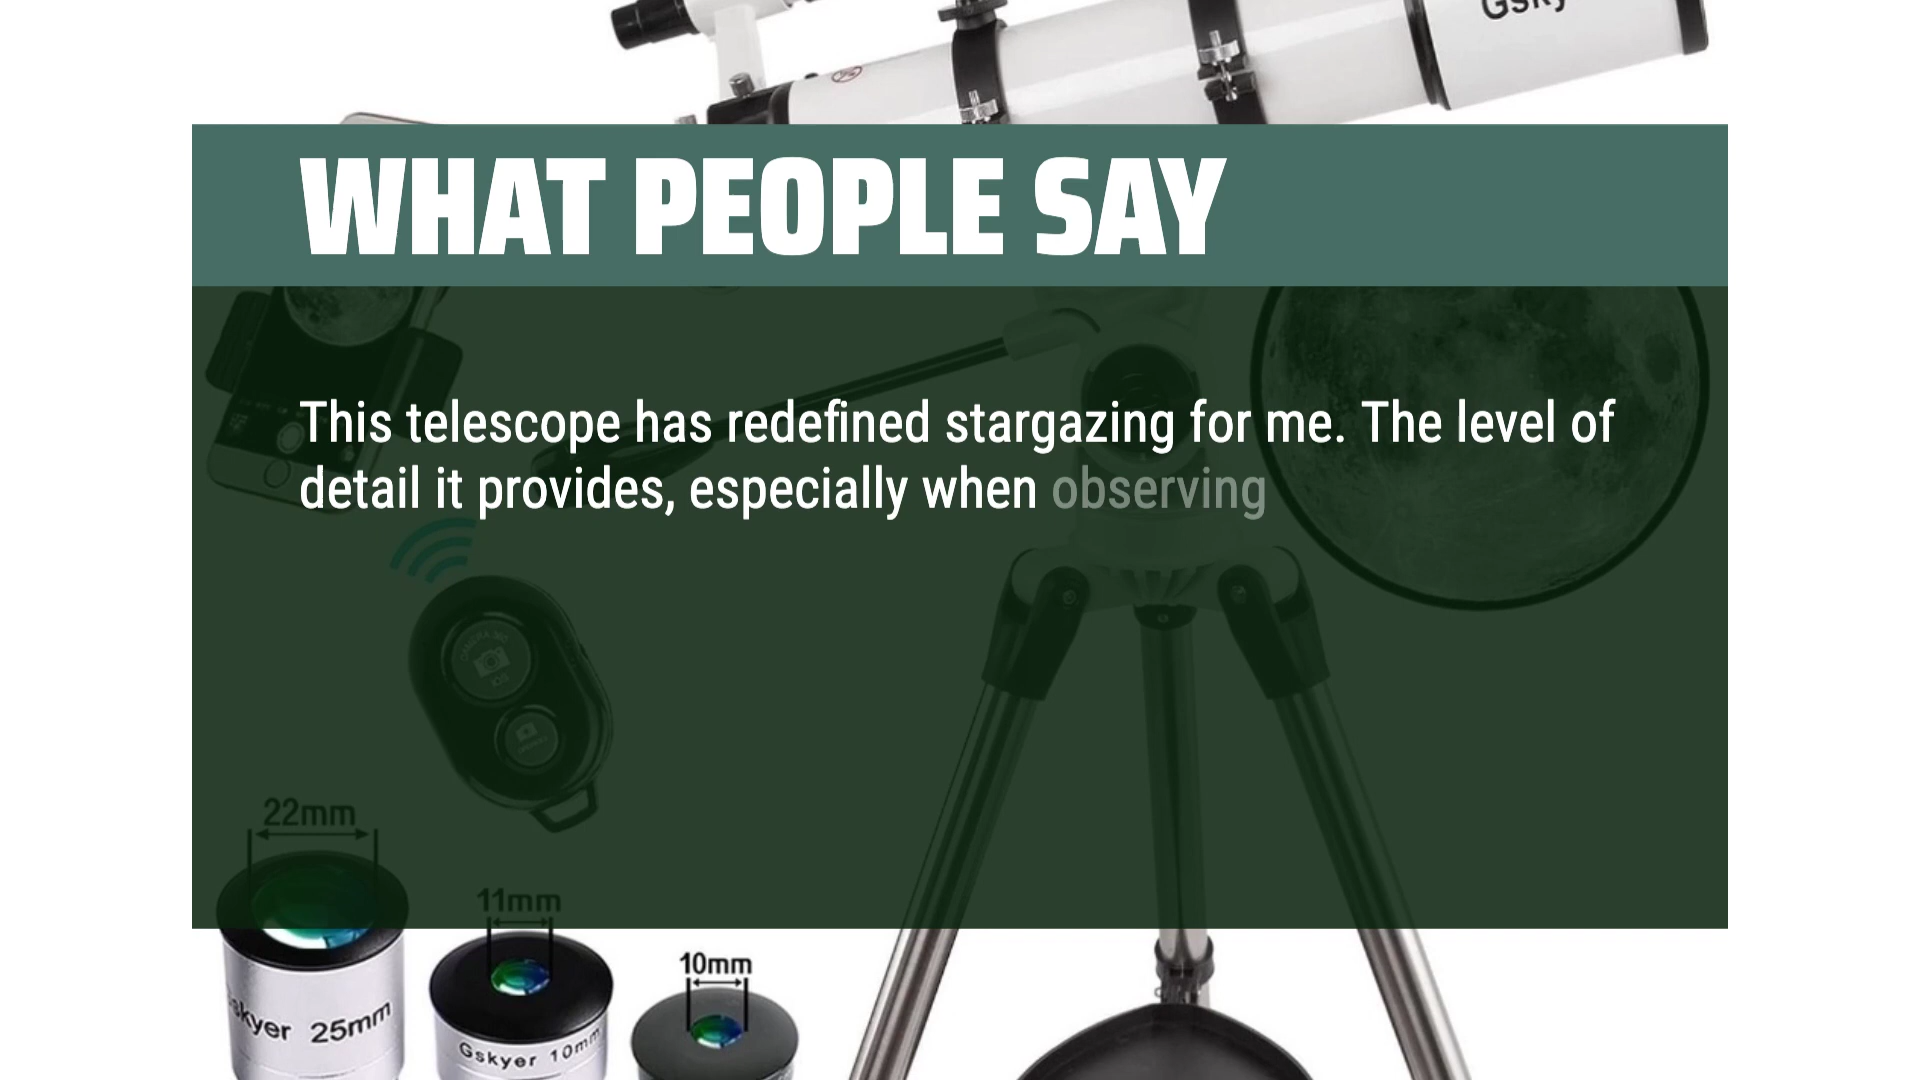 WHAT PEOPLE SAY
This telescope has redefined stargazing for me. The level of
detail it provides, especially when observing
22mm
11mm
10mm
skyer 25mm
Gskyer 10mm